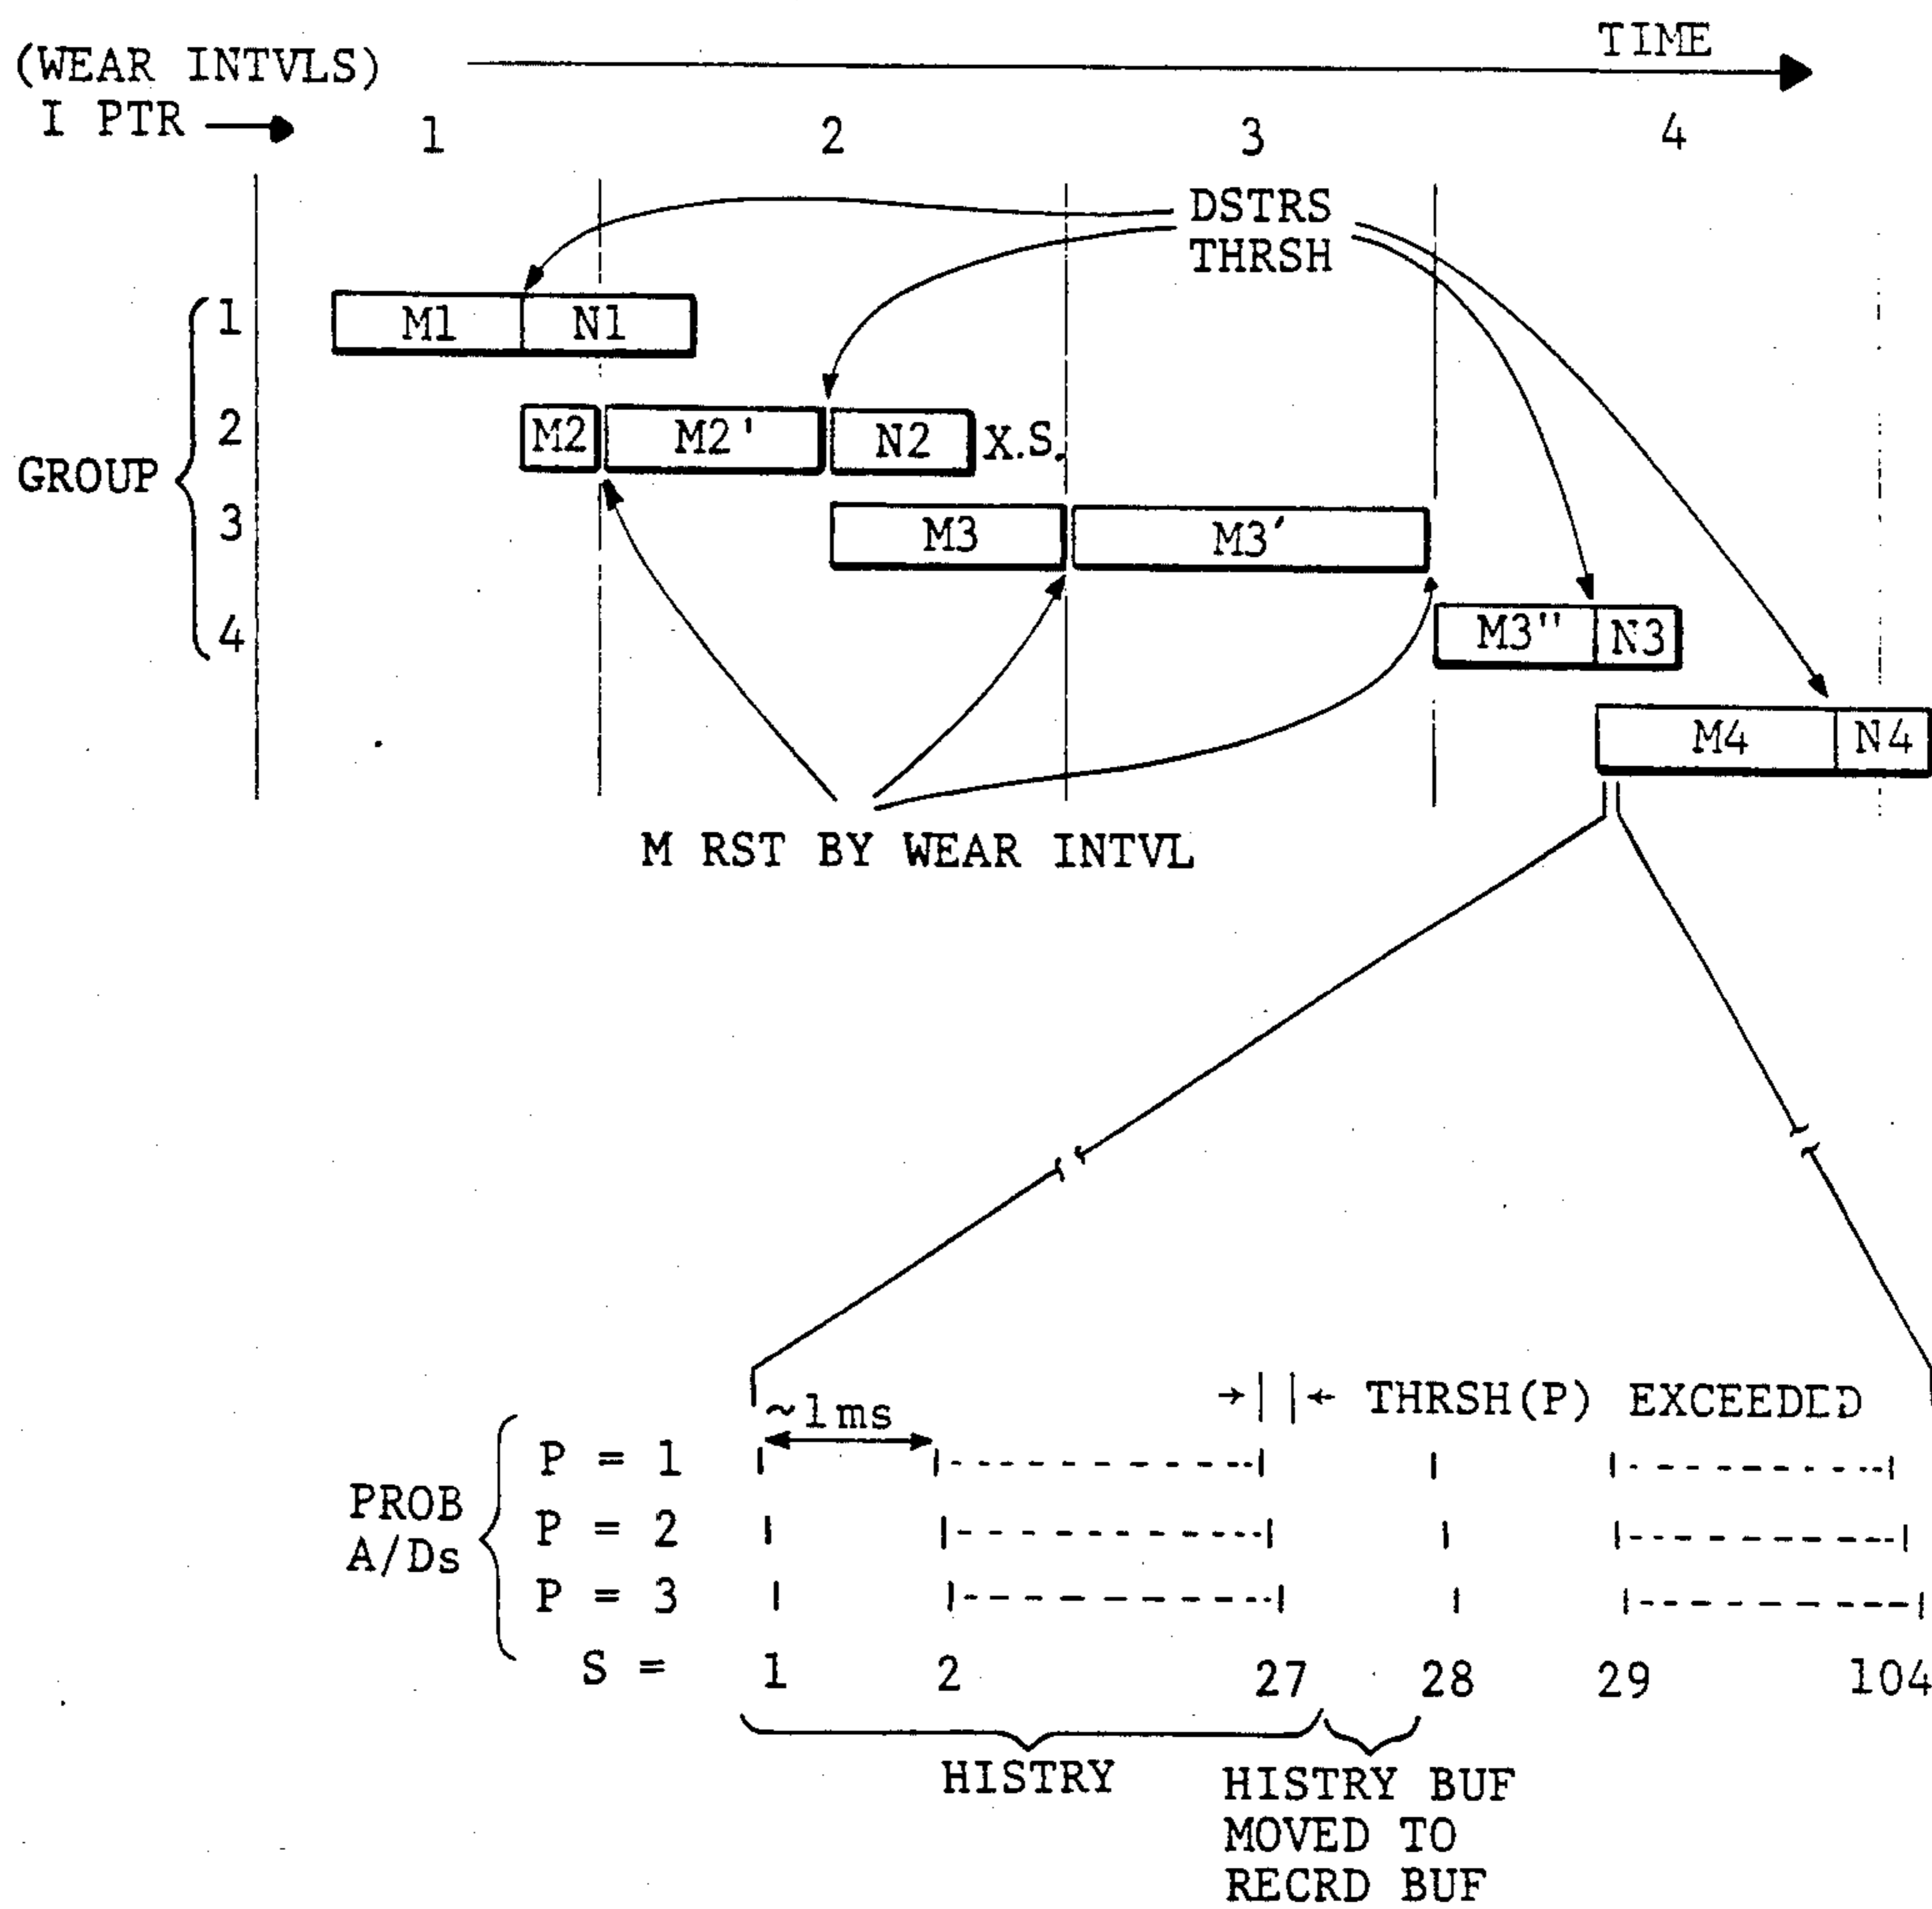 (WEAR INTVLS)
TIME
I PTR
1 2 3 4
DSTRS
THRSH
GROUP
1
M1 N1
2
M2 M2' N2 X.S.
3
M3 M3'
4
M3" N3
M4 N4
M RST BY WEAR INTVL
~1ms
THRSH(P) EXCEEDED
PROB
A/Ds
P = 1
P = 2
P = 3
S = 1 2 27 28 29 104
HISTRY
HISTRY BUF
MOVED TO
RECRD BUF